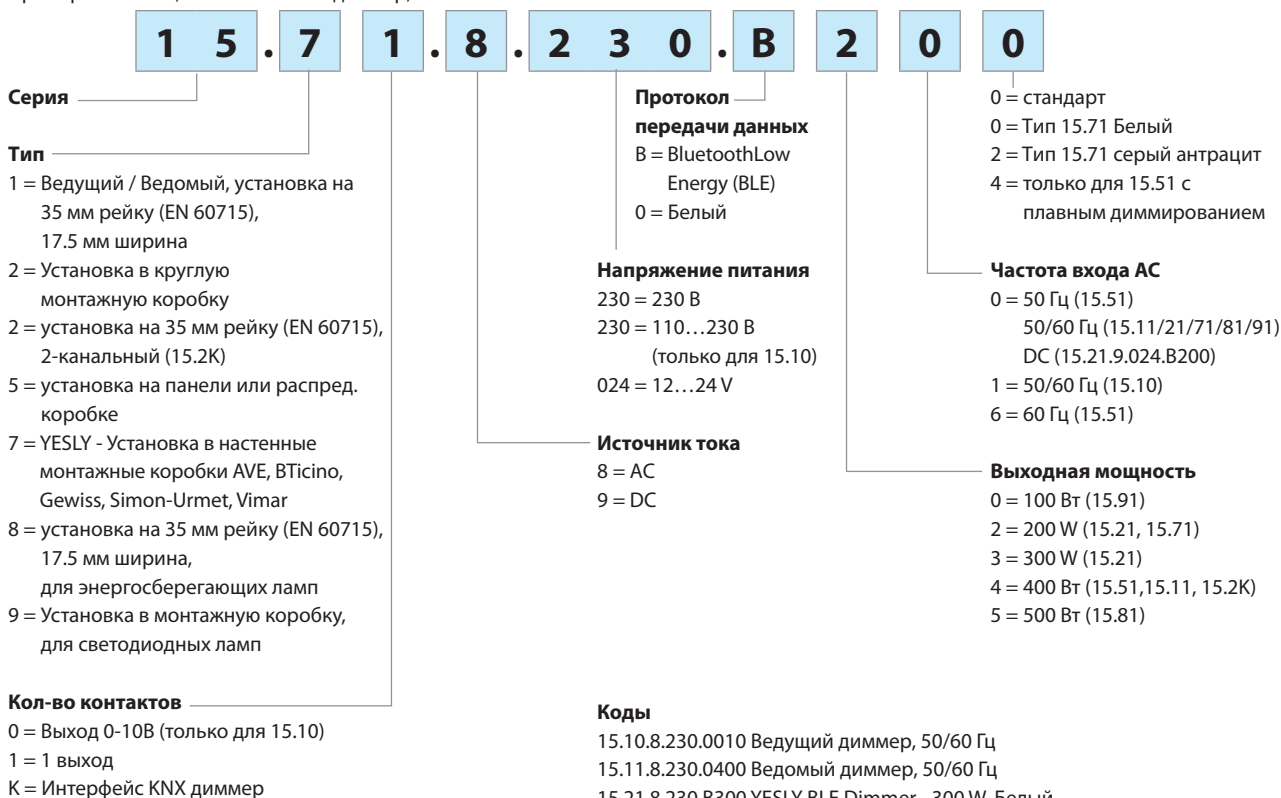 1 5 . 7 1 . 8 . 2 3 0 . B 2 0 0
Серия
Тип
1 = Ведущий / Ведомый, установка на
35 мм рейку (EN 60715),
17.5 мм ширина
2 = Установка в круглую
монтажную коробку
2 = установка на 35 мм рейку (EN 60715),
2-канальный (15.2K)
5 = установка на панели или распред.
коробке
7 = YESLY - Установка в настенные
монтажные коробки AVE, BTicino,
Gewiss, Simon-Urmet, Vimar
8 = установка на 35 мм рейку (EN 60715),
17.5 мм ширина,
для энергосберегающих ламп
9 = Установка в монтажную коробку,
для светодиодных ламп
Кол-во контактов
0 = Выход 0-10В (только для 15.10)
1 = 1 выход
K = Интерфейс KNX диммер
Протокол
передачи данных
B = BluetoothLow
Energy (BLE)
0 = Белый
Напряжение питания
230 = 230 В
230 = 110…230 В
(только для 15.10)
024 = 12…24 V
Источник тока
8 = AC
9 = DC
0 = стандарт
0 = Тип 15.71 Белый
2 = Тип 15.71 серый антрацит
4 = только для 15.51 с
плавным диммированием
Частота входа АС
0 = 50 Гц (15.51)
50/60 Гц (15.11/21/71/81/91)
DC (15.21.9.024.B200)
1 = 50/60 Гц (15.10)
6 = 60 Гц (15.51)
Выходная мощность
0 = 100 Вт (15.91)
2 = 200 W (15.21, 15.71)
3 = 300 W (15.21)
4 = 400 Вт (15.51,15.11, 15.2K)
5 = 500 Вт (15.81)
Коды
15.10.8.230.0010 Ведущий диммер, 50/60 Гц
15.11.8.230.0400 Ведомый диммер, 50/60 Гц
15.21.8.230.B300 YESLY BLE Dimmer - 300 W, Белый